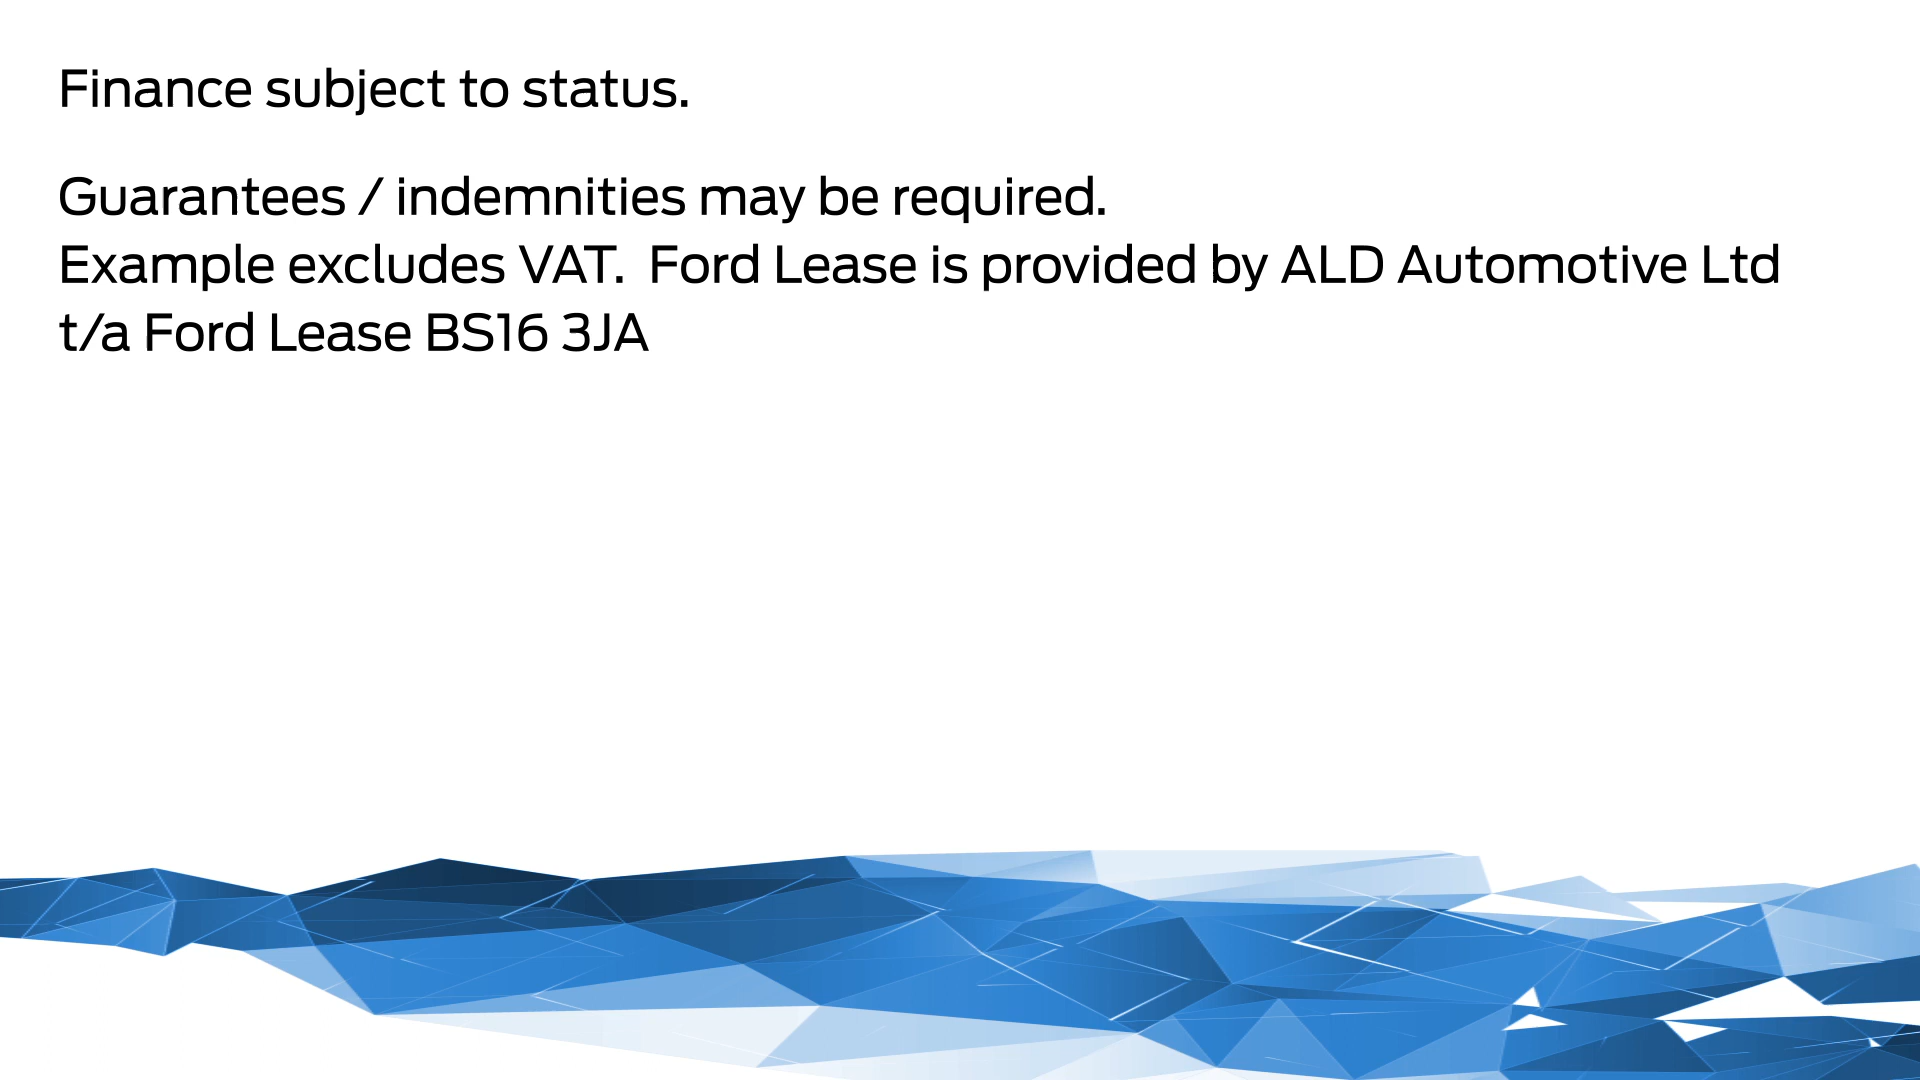 Finance subject to status.
Guarantees / indemnities may be required.
Example excludes VAT.  Ford Lease is provided by ALD Automotive Ltd
t/a Ford Lease BS16 3JA